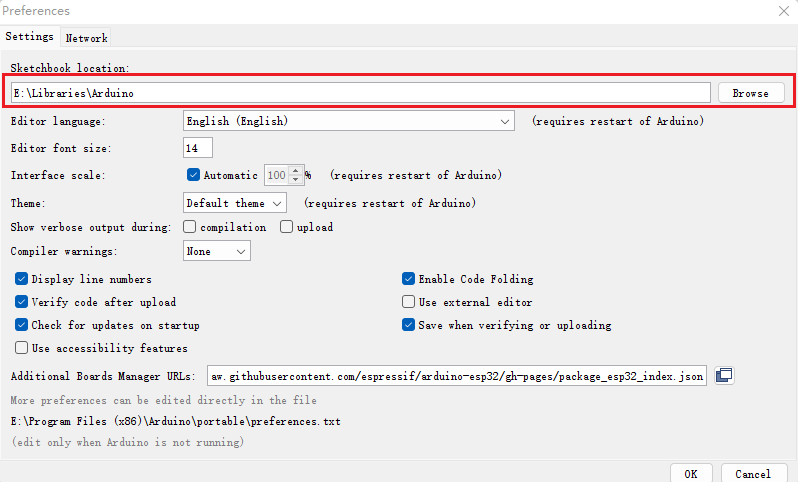 Preferences
Settings Network
Sketchbook location:
E:\Libraries\Arduino Browse
Editor language: English (English) (requires restart of Arduino)
Editor font size: 14
Interface scale: Automatic 100 % (requires restart of Arduino)
Theme: Default theme (requires restart of Arduino)
Show verbose output during: compilation upload
Compiler warnings: None
Display line numbers Enable Code Folding
Verify code after upload Use external editor
Check for updates on startup Save when verifying or uploading
Use accessibility features
Additional Boards Manager URLs: aw.githubusercontent.com/espressif/arduino-esp32/gh-pages/package_esp32_index.json
More preferences can be edited directly in the file
E:\Program Files (x86)\Arduino\portable\preferences.txt
(edit only when Arduino is not running)
OK Cancel